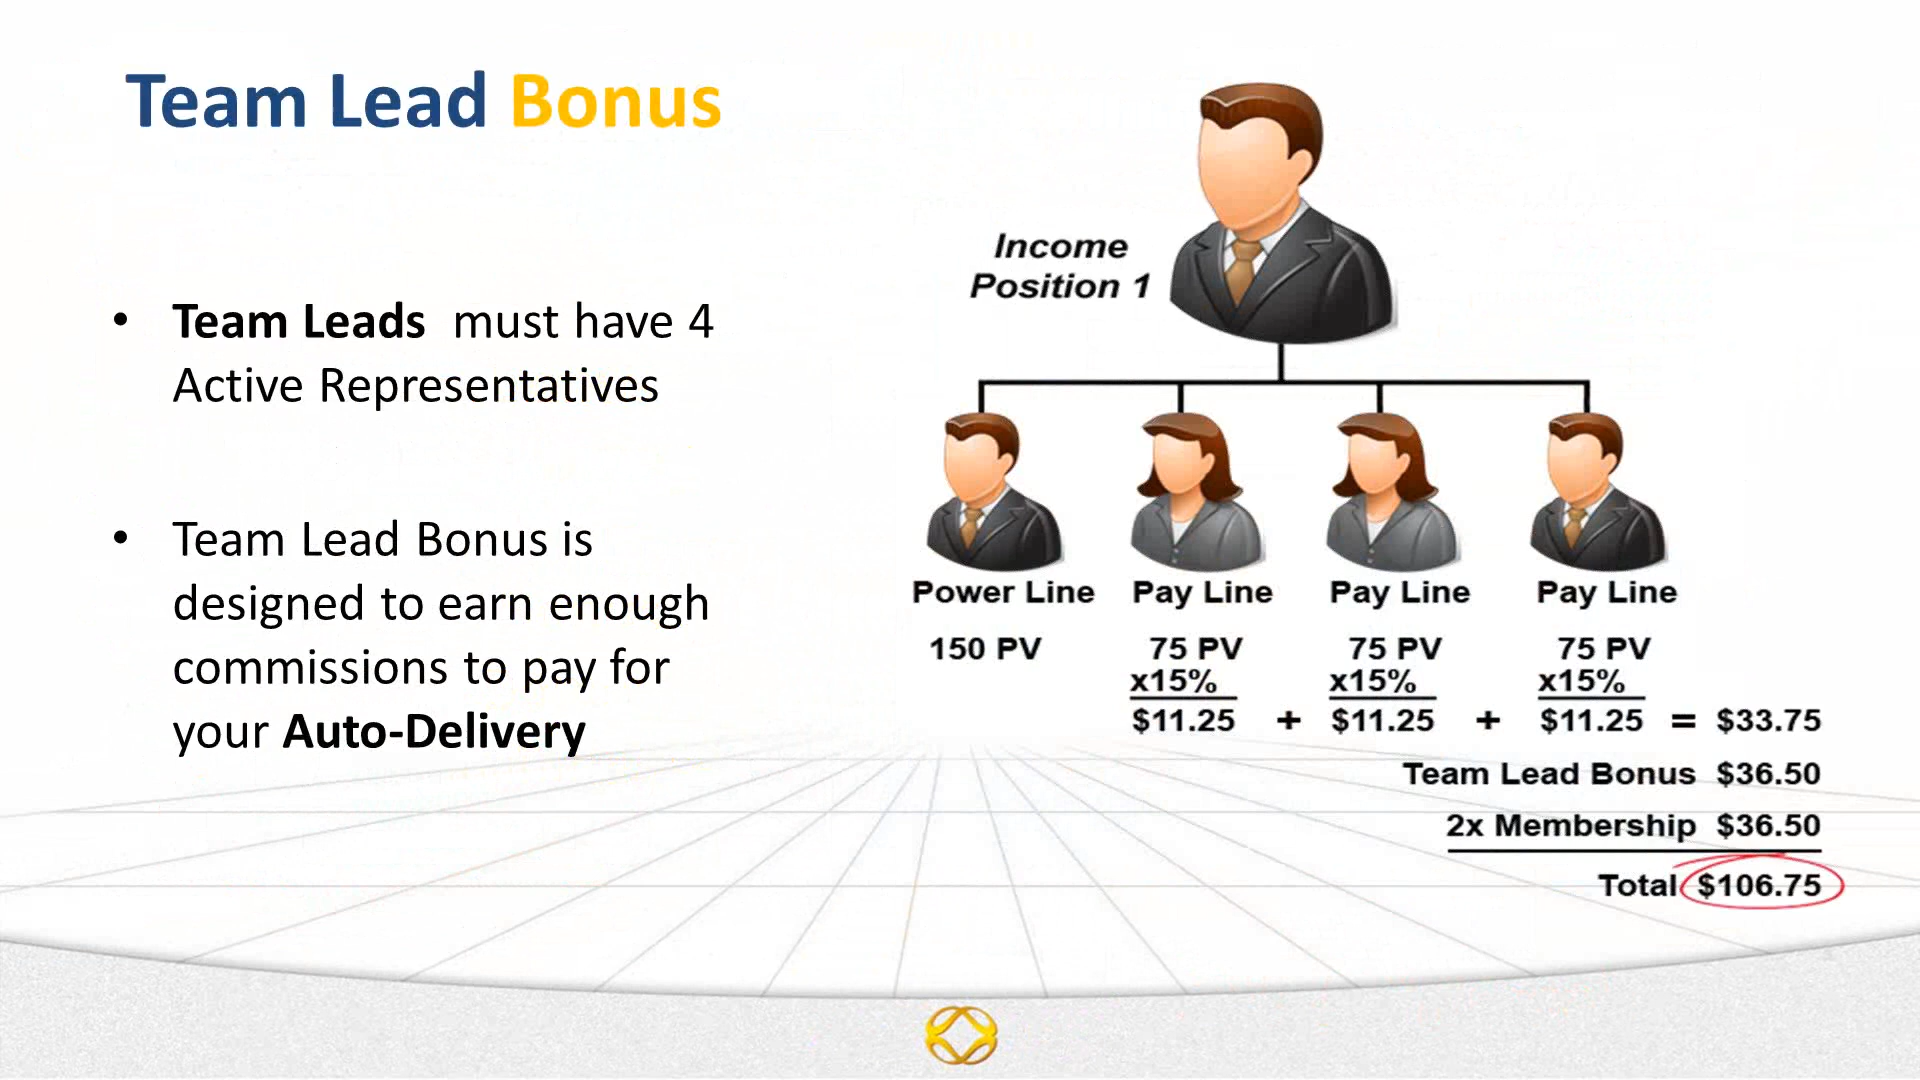 Team Lead Bonus
• Team Leads must have 4
Active Representatives
• Team Lead Bonus is
designed to earn enough
commissions to pay for
your Auto-Delivery
Income
Position 1
Power Line Pay Line Pay Line Pay Line
150 PV 75 PV 75 PV 75 PV
x15% x15% x15%
$11.25 + $11.25 + $11.25 = $33.75
Team Lead Bonus $36.50
2x Membership $36.50
Total $106.75